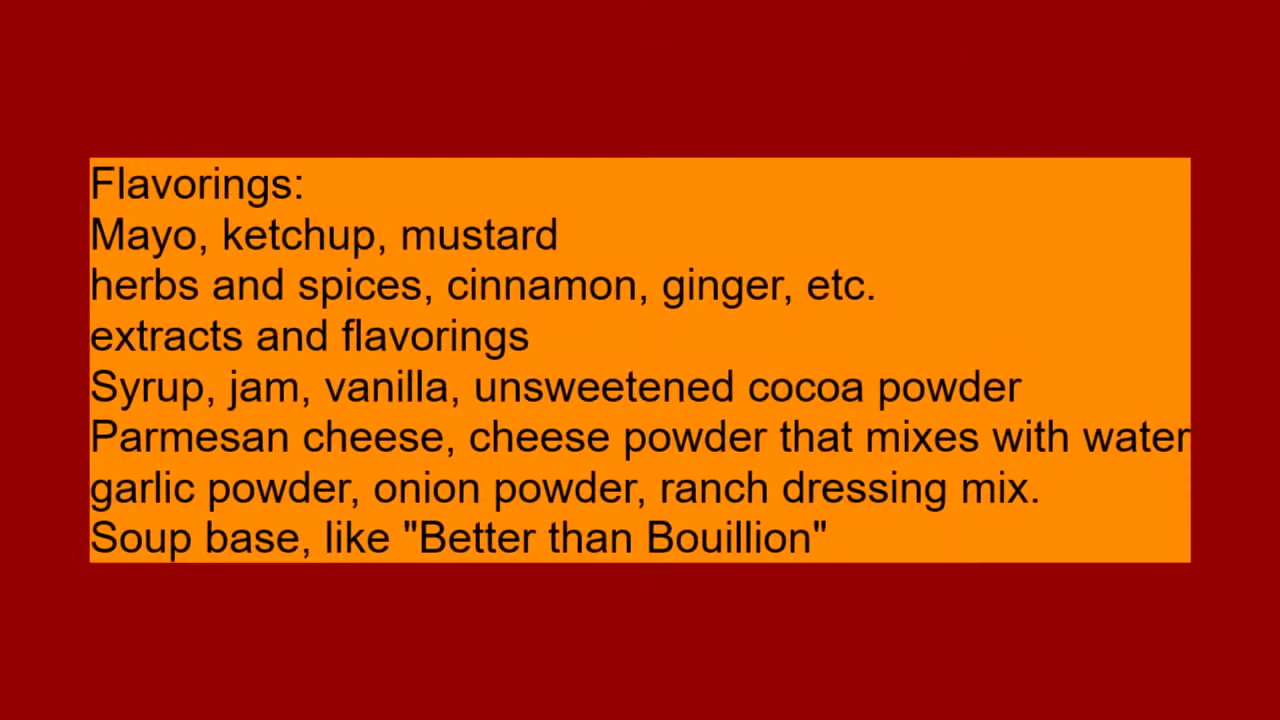 Flavorings:
Mayo, ketchup, mustard
herbs and spices, cinnamon, ginger, etc.
extracts and flavorings
Syrup, jam, vanilla, unsweetened cocoa powder
Parmesan cheese, cheese powder that mixes with water
garlic powder, onion powder, ranch dressing mix.
Soup base, like "Better than Bouillion"